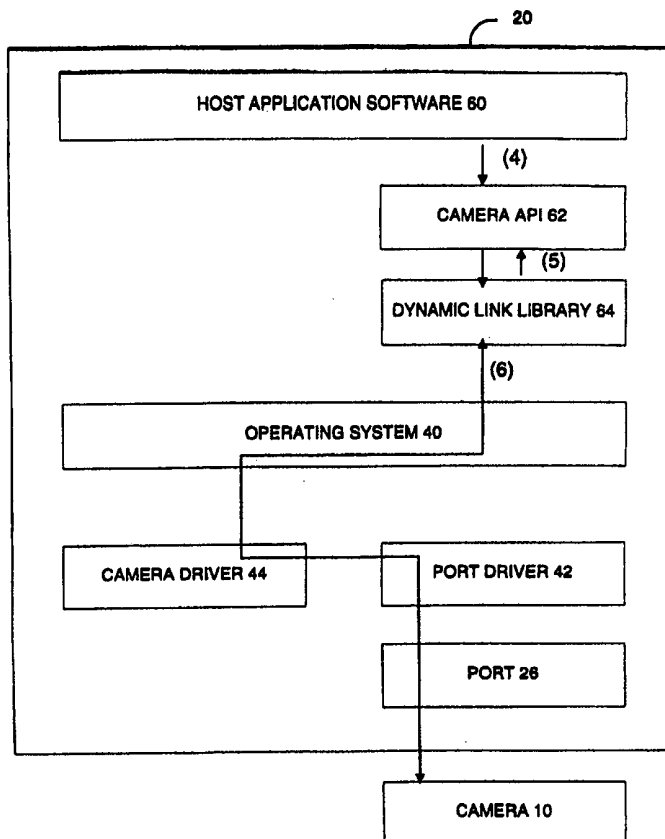 20
HOST APPLICATION SOFTWARE 60
(4)
CAMERA API 62
(5)
DYNAMIC LINK LIBRARY 64
(6)
OPERATING SYSTEM 40
CAMERA DRIVER 44
PORT DRIVER 42
PORT 26
CAMERA 10